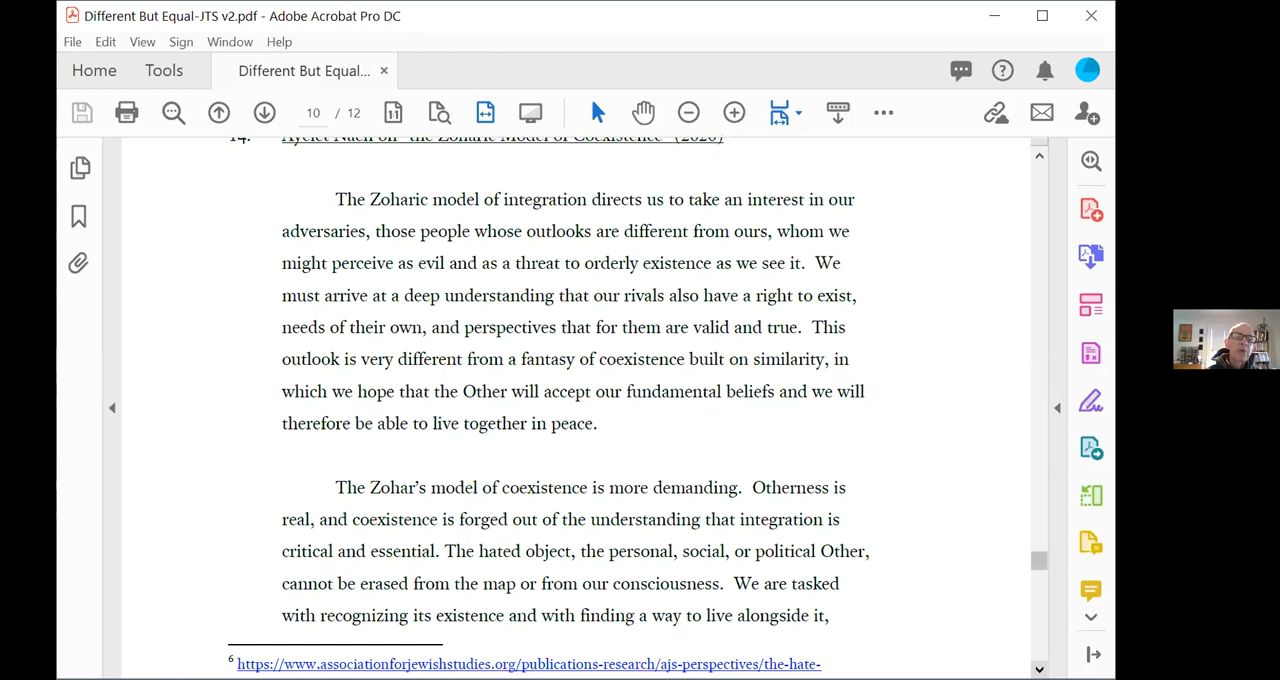 Different But Equal-JTS v2.pdf - Adobe Acrobat Pro DC
File Edit View Sign Window Help
Home Tools Different But Equal... ×
10 / 12
14. Ayelet Naeh on "the Zoharic Model of Coexistence" (2020)
The Zoharic model of integration directs us to take an interest in our
adversaries, those people whose outlooks are different from ours, whom we
might perceive as evil and as a threat to orderly existence as we see it. We
must arrive at a deep understanding that our rivals also have a right to exist,
needs of their own, and perspectives that for them are valid and true. This
outlook is very different from a fantasy of coexistence built on similarity, in
which we hope that the Other will accept our fundamental beliefs and we will
therefore be able to live together in peace.
The Zohar’s model of coexistence is more demanding. Otherness is
real, and coexistence is forged out of the understanding that integration is
critical and essential. The hated object, the personal, social, or political Other,
cannot be erased from the map or from our consciousness. We are tasked
with recognizing its existence and with finding a way to live alongside it,
6 https://www.associationforjewishstudies.org/publications-research/ajs-perspectives/the-hate-